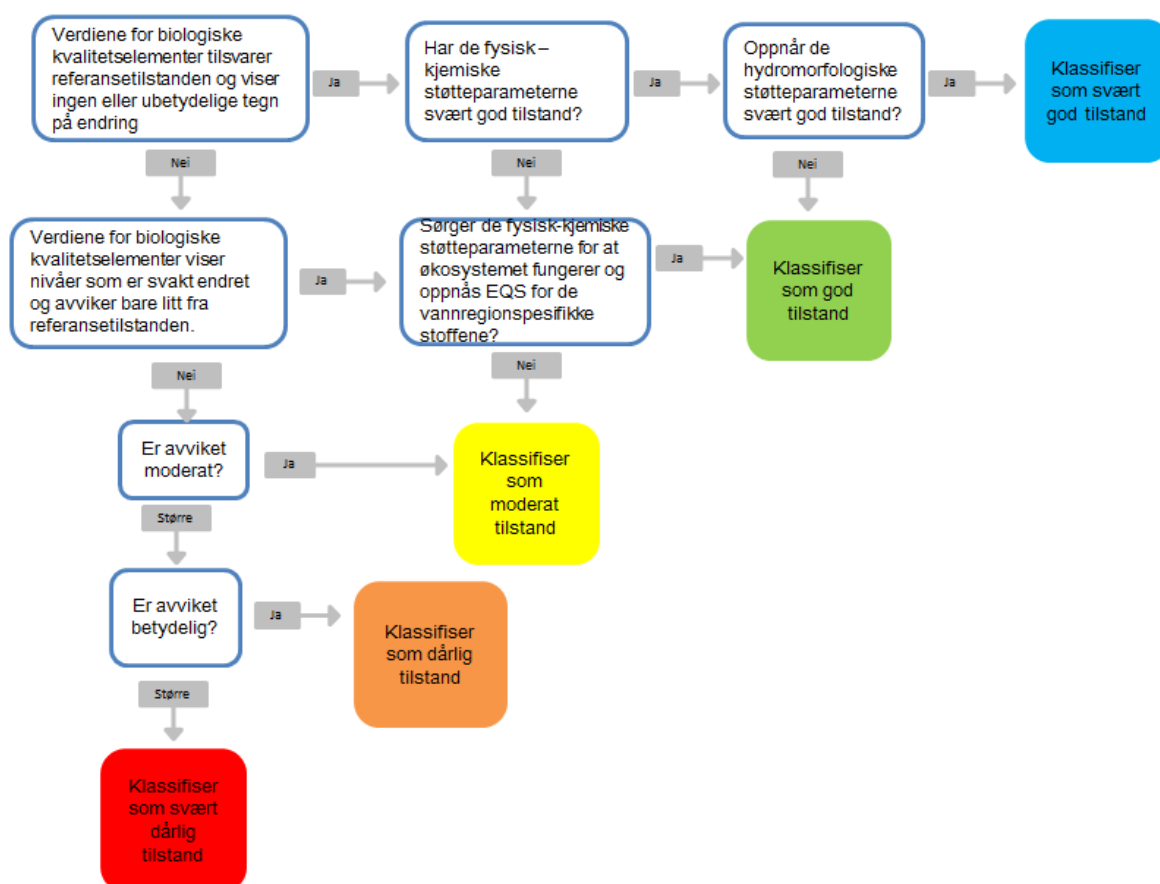 Verdiene for biologiske
kvalitetselementer tilsvarer
referansetilstanden og viser
ingen eller ubetydelige tegn
på endring
Ja
Har de fysisk –
kjemiske
støtteparameterne
svært god tilstand?
Ja
Oppnår de
hydromorfologiske
støtteparameterne
svært god tilstand?
Ja
Klassifiser
som svært
god tilstand
Nei
Nei
Nei
Verdiene for biologiske
kvalitetselementer viser
nivåer som er svakt endret
og avviker bare litt fra
referansetilstanden.
Ja
Sørger de fysisk-kjemiske
støtteparameterne for at
økosystemet fungerer og
oppnås EQS for de
vannregionspesifikke
stoffene?
Ja
Klassifiser
som god
tilstand
Nei
Nei
Er avviket
moderat?
Ja
Klassifiser
som
moderat
tilstand
Større
Er avviket
betydelig?
Ja
Klassifiser
som dårlig
tilstand
Større
Klassifiser
som svært
dårlig
tilstand